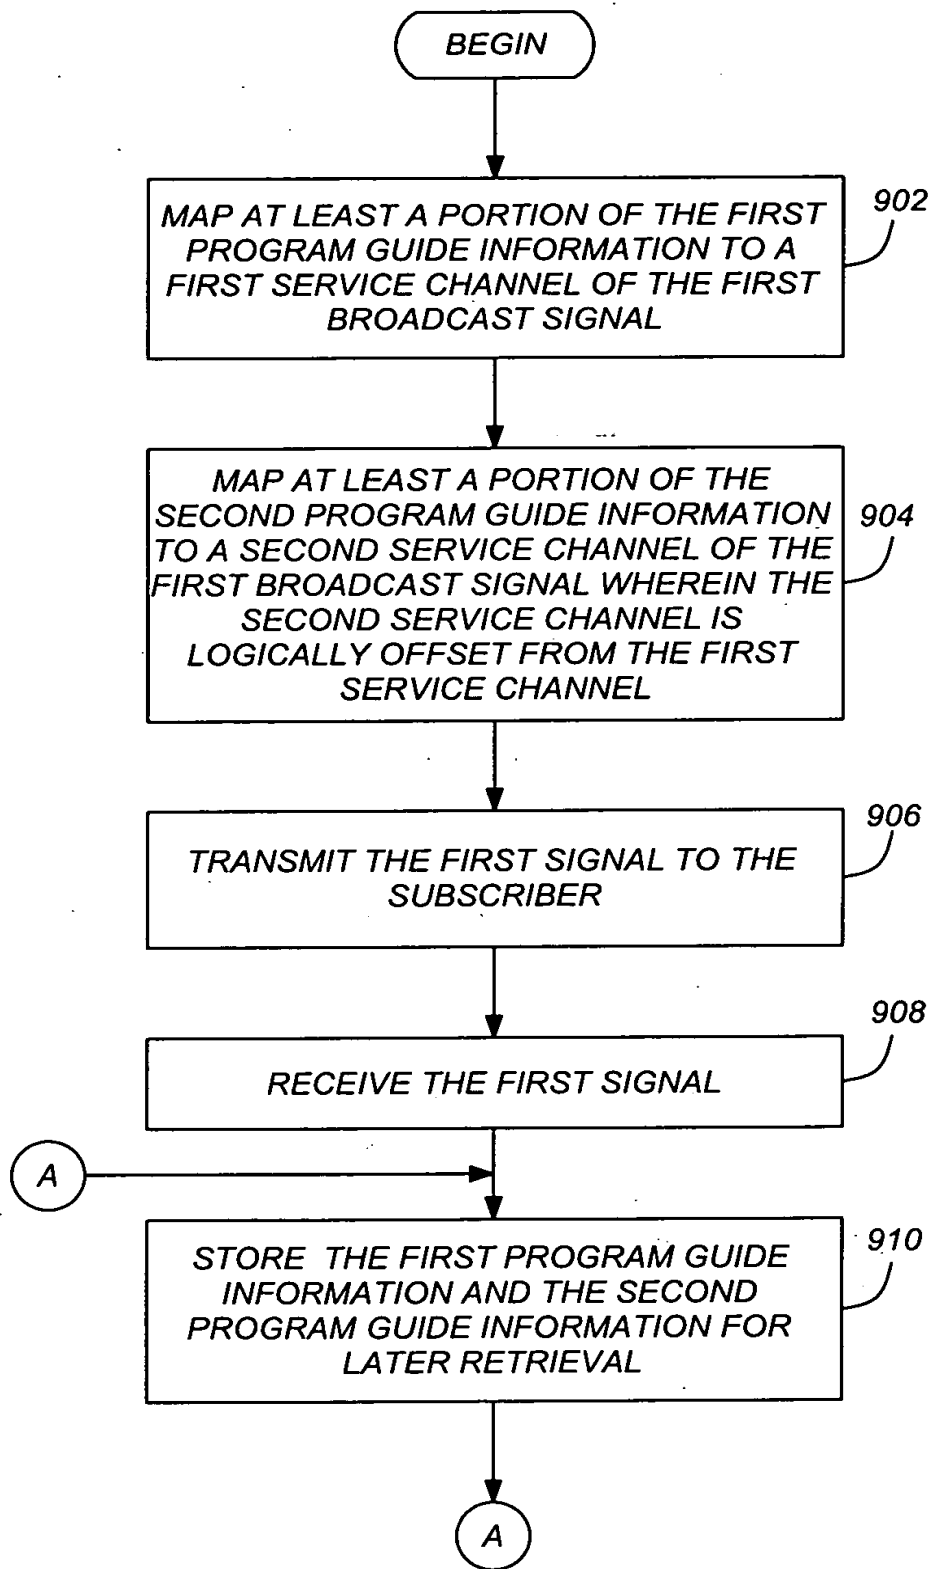 BEGIN
MAP AT LEAST A PORTION OF THE FIRST
PROGRAM GUIDE INFORMATION TO A
FIRST SERVICE CHANNEL OF THE FIRST
BROADCAST SIGNAL
902
MAP AT LEAST A PORTION OF THE
SECOND PROGRAM GUIDE INFORMATION
TO A SECOND SERVICE CHANNEL OF THE
FIRST BROADCAST SIGNAL WHEREIN THE
SECOND SERVICE CHANNEL IS
LOGICALLY OFFSET FROM THE FIRST
SERVICE CHANNEL
904
TRANSMIT THE FIRST SIGNAL TO THE
SUBSCRIBER
906
RECEIVE THE FIRST SIGNAL
908
A
STORE THE FIRST PROGRAM GUIDE
INFORMATION AND THE SECOND
PROGRAM GUIDE INFORMATION FOR
LATER RETRIEVAL
910
A